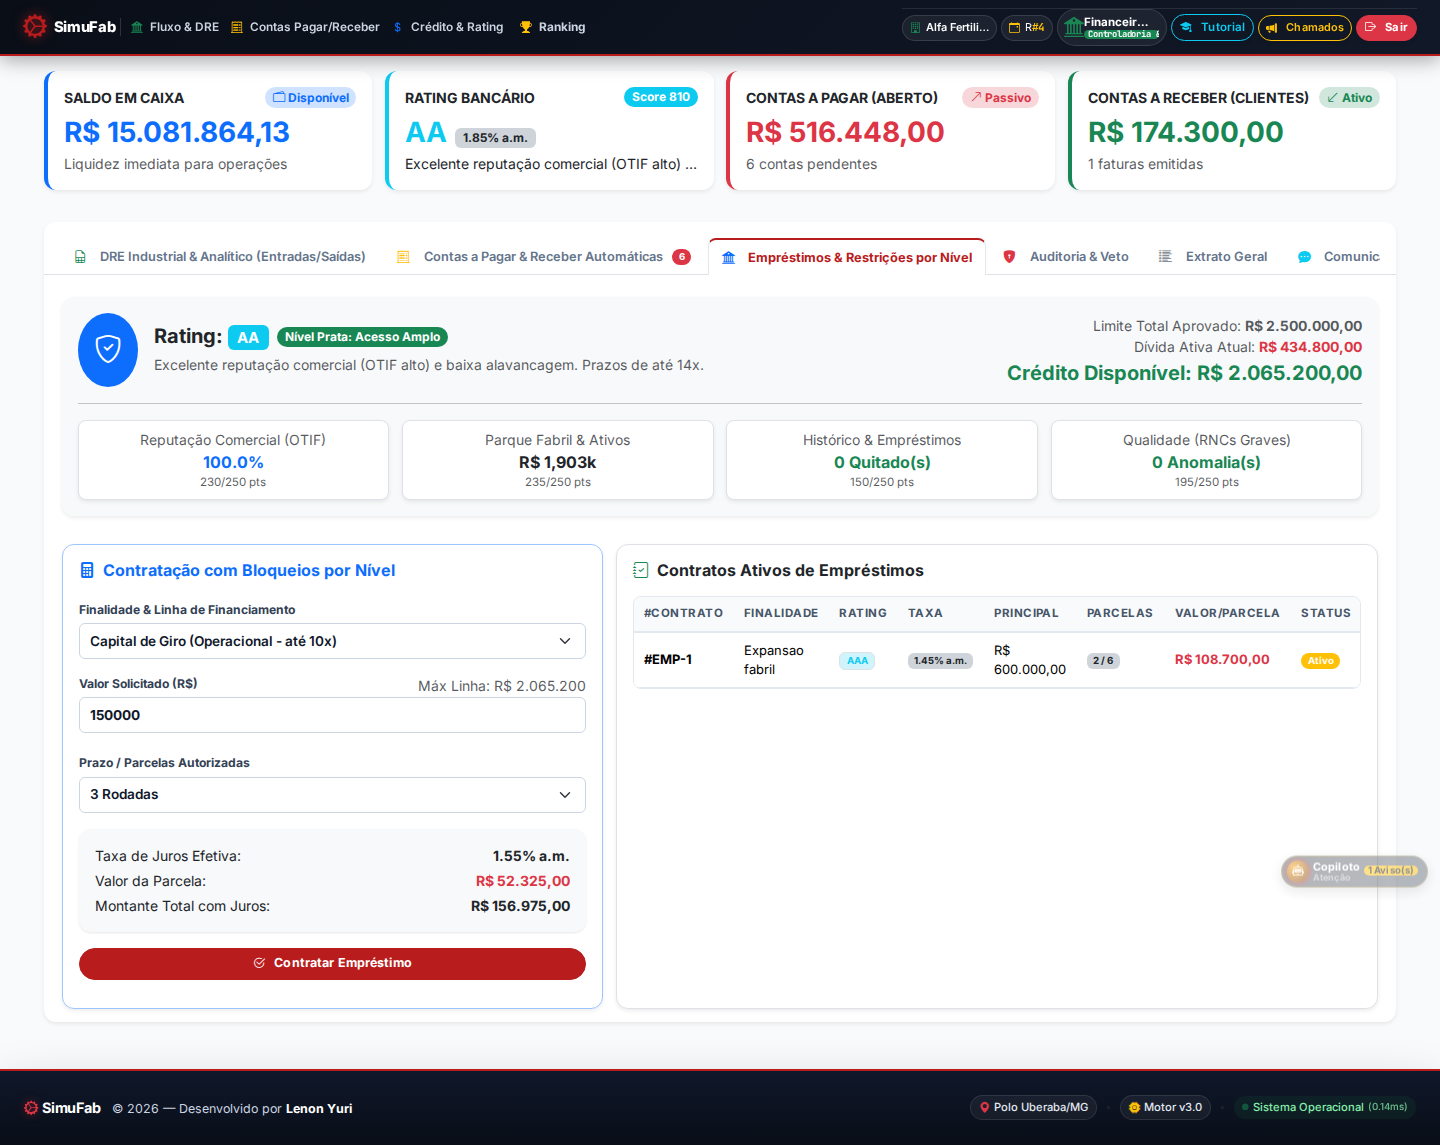 SimuFab
Fluxo & DRE
Contas Pagar/Receber
Crédito & Rating
Ranking
Alfa Fertili...
R#4
Financeir...
Controladoria
Tutorial
Chamados
Sair
SALDO EM CAIXA
Disponível
R$ 15.081.864,13
Liquidez imediata para operações
RATING BANCÁRIO
Score 810
AA 1.85% a.m.
Excelente reputação comercial (OTIF alto) ...
CONTAS A PAGAR (ABERTO)
Passivo
R$ 516.448,00
6 contas pendentes
CONTAS A RECEBER (CLIENTES)
Ativo
R$ 174.300,00
1 faturas emitidas
DRE Industrial & Analítico (Entradas/Saídas)
Contas a Pagar & Receber Automáticas 6
Empréstimos & Restrições por Nível
Auditoria & Veto
Extrato Geral
Comunic
Rating: AA Nível Prata: Acesso Amplo
Excelente reputação comercial (OTIF alto) e baixa alavancagem. Prazos de até 14x.
Limite Total Aprovado: R$ 2.500.000,00
Dívida Ativa Atual: R$ 434.800,00
Crédito Disponível: R$ 2.065.200,00
Reputação Comercial (OTIF)
100.0%
230/250 pts
Parque Fabril & Ativos
R$ 1,903k
235/250 pts
Histórico & Empréstimos
0 Quitado(s)
150/250 pts
Qualidade (RNCs Graves)
0 Anomalia(s)
195/250 pts
Contratação com Bloqueios por Nível
Finalidade & Linha de Financiamento
Capital de Giro (Operacional - até 10x)
Valor Solicitado (R$)
Máx Linha: R$ 2.065.200
150000
Prazo / Parcelas Autorizadas
3 Rodadas
Taxa de Juros Efetiva: 1.55% a.m.
Valor da Parcela: R$ 52.325,00
Montante Total com Juros: R$ 156.975,00
Contratar Empréstimo
Contratos Ativos de Empréstimos
#CONTRATO FINALIDADE RATING TAXA PRINCIPAL PARCELAS VALOR/PARCELA STATUS
#EMP-1 Expansao fabril AAA 1.45% a.m. R$ 600.000,00 2 / 6 R$ 108.700,00 Ativo
Copiloto
Atenção
1 Aviso(s)
SimuFab © 2026 — Desenvolvido por Lenon Yuri
Polo Uberaba/MG
Motor v3.0
Sistema Operacional (0.14ms)